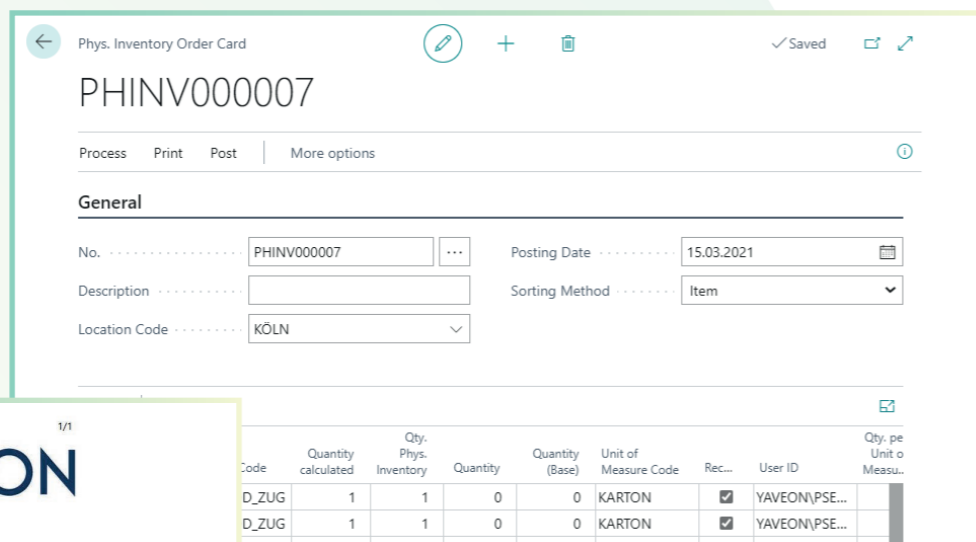 Phys. Inventory Order Card
Saved
PHINV000007
Process Print Post More options
General
No. PHINV000007 ... Posting Date 15.03.2021
Description Sorting Method Item
Location Code KÖLN
1/1
ON
Code Quantity calculated Qty. Phys. Inventory Quantity Quantity (Base) Unit of Measure Code Rec... User ID Qty. pe Unit o Measu..
D_ZUG 1 1 0 0 KARTON YAVEON\PSE...
D_ZUG 1 1 0 0 KARTON YAVEON\PSE...